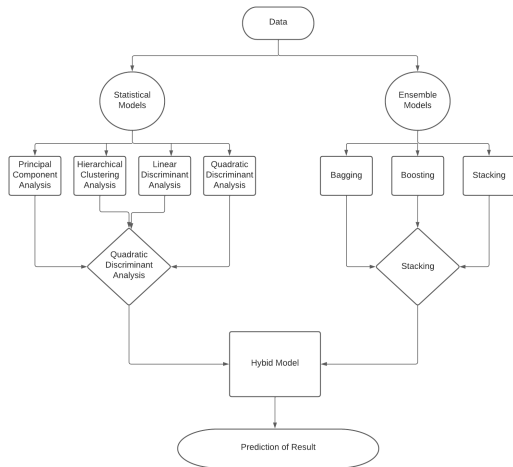 Data
Statistical
Models
Ensemble
Models
Principal
Component
Analysis
Hierarchical
Clustering
Analysis
Linear
Discriminant
Analysis
Quadratic
Discriminant
Analysis
Bagging
Boosting
Stacking
Quadratic
Discriminant
Analysis
Stacking
Hybid Model
Prediction of Result